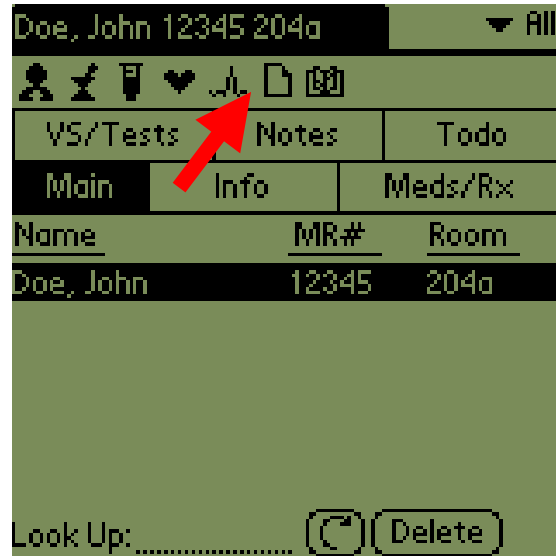 Doe, John 12345 204a All
VS/Tests Notes Todo
Main Info Meds/Rx
Name MR# Room
Doe, John 12345 204a
Look Up: Delete